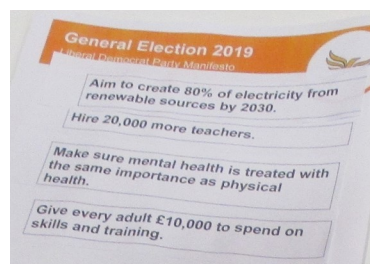 General Election 2019
Liberal Democrat Party Manifesto
Aim to create 80% of electricity from
renewable sources by 2030.
Hire 20,000 more teachers.
Make sure mental health is treated with
the same importance as physical
health.
Give every adult £10,000 to spend on
skills and training.